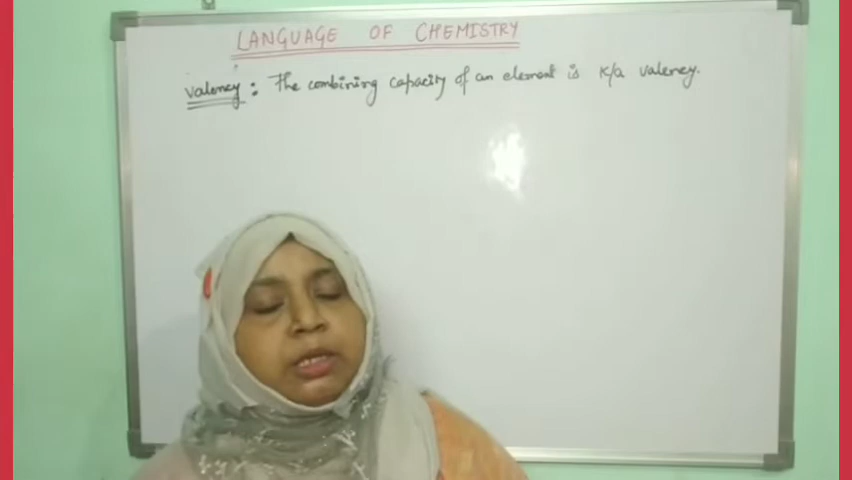 LANGUAGE OF CHEMISTRY
Valency : The combining capacity of an element is k/a valency.